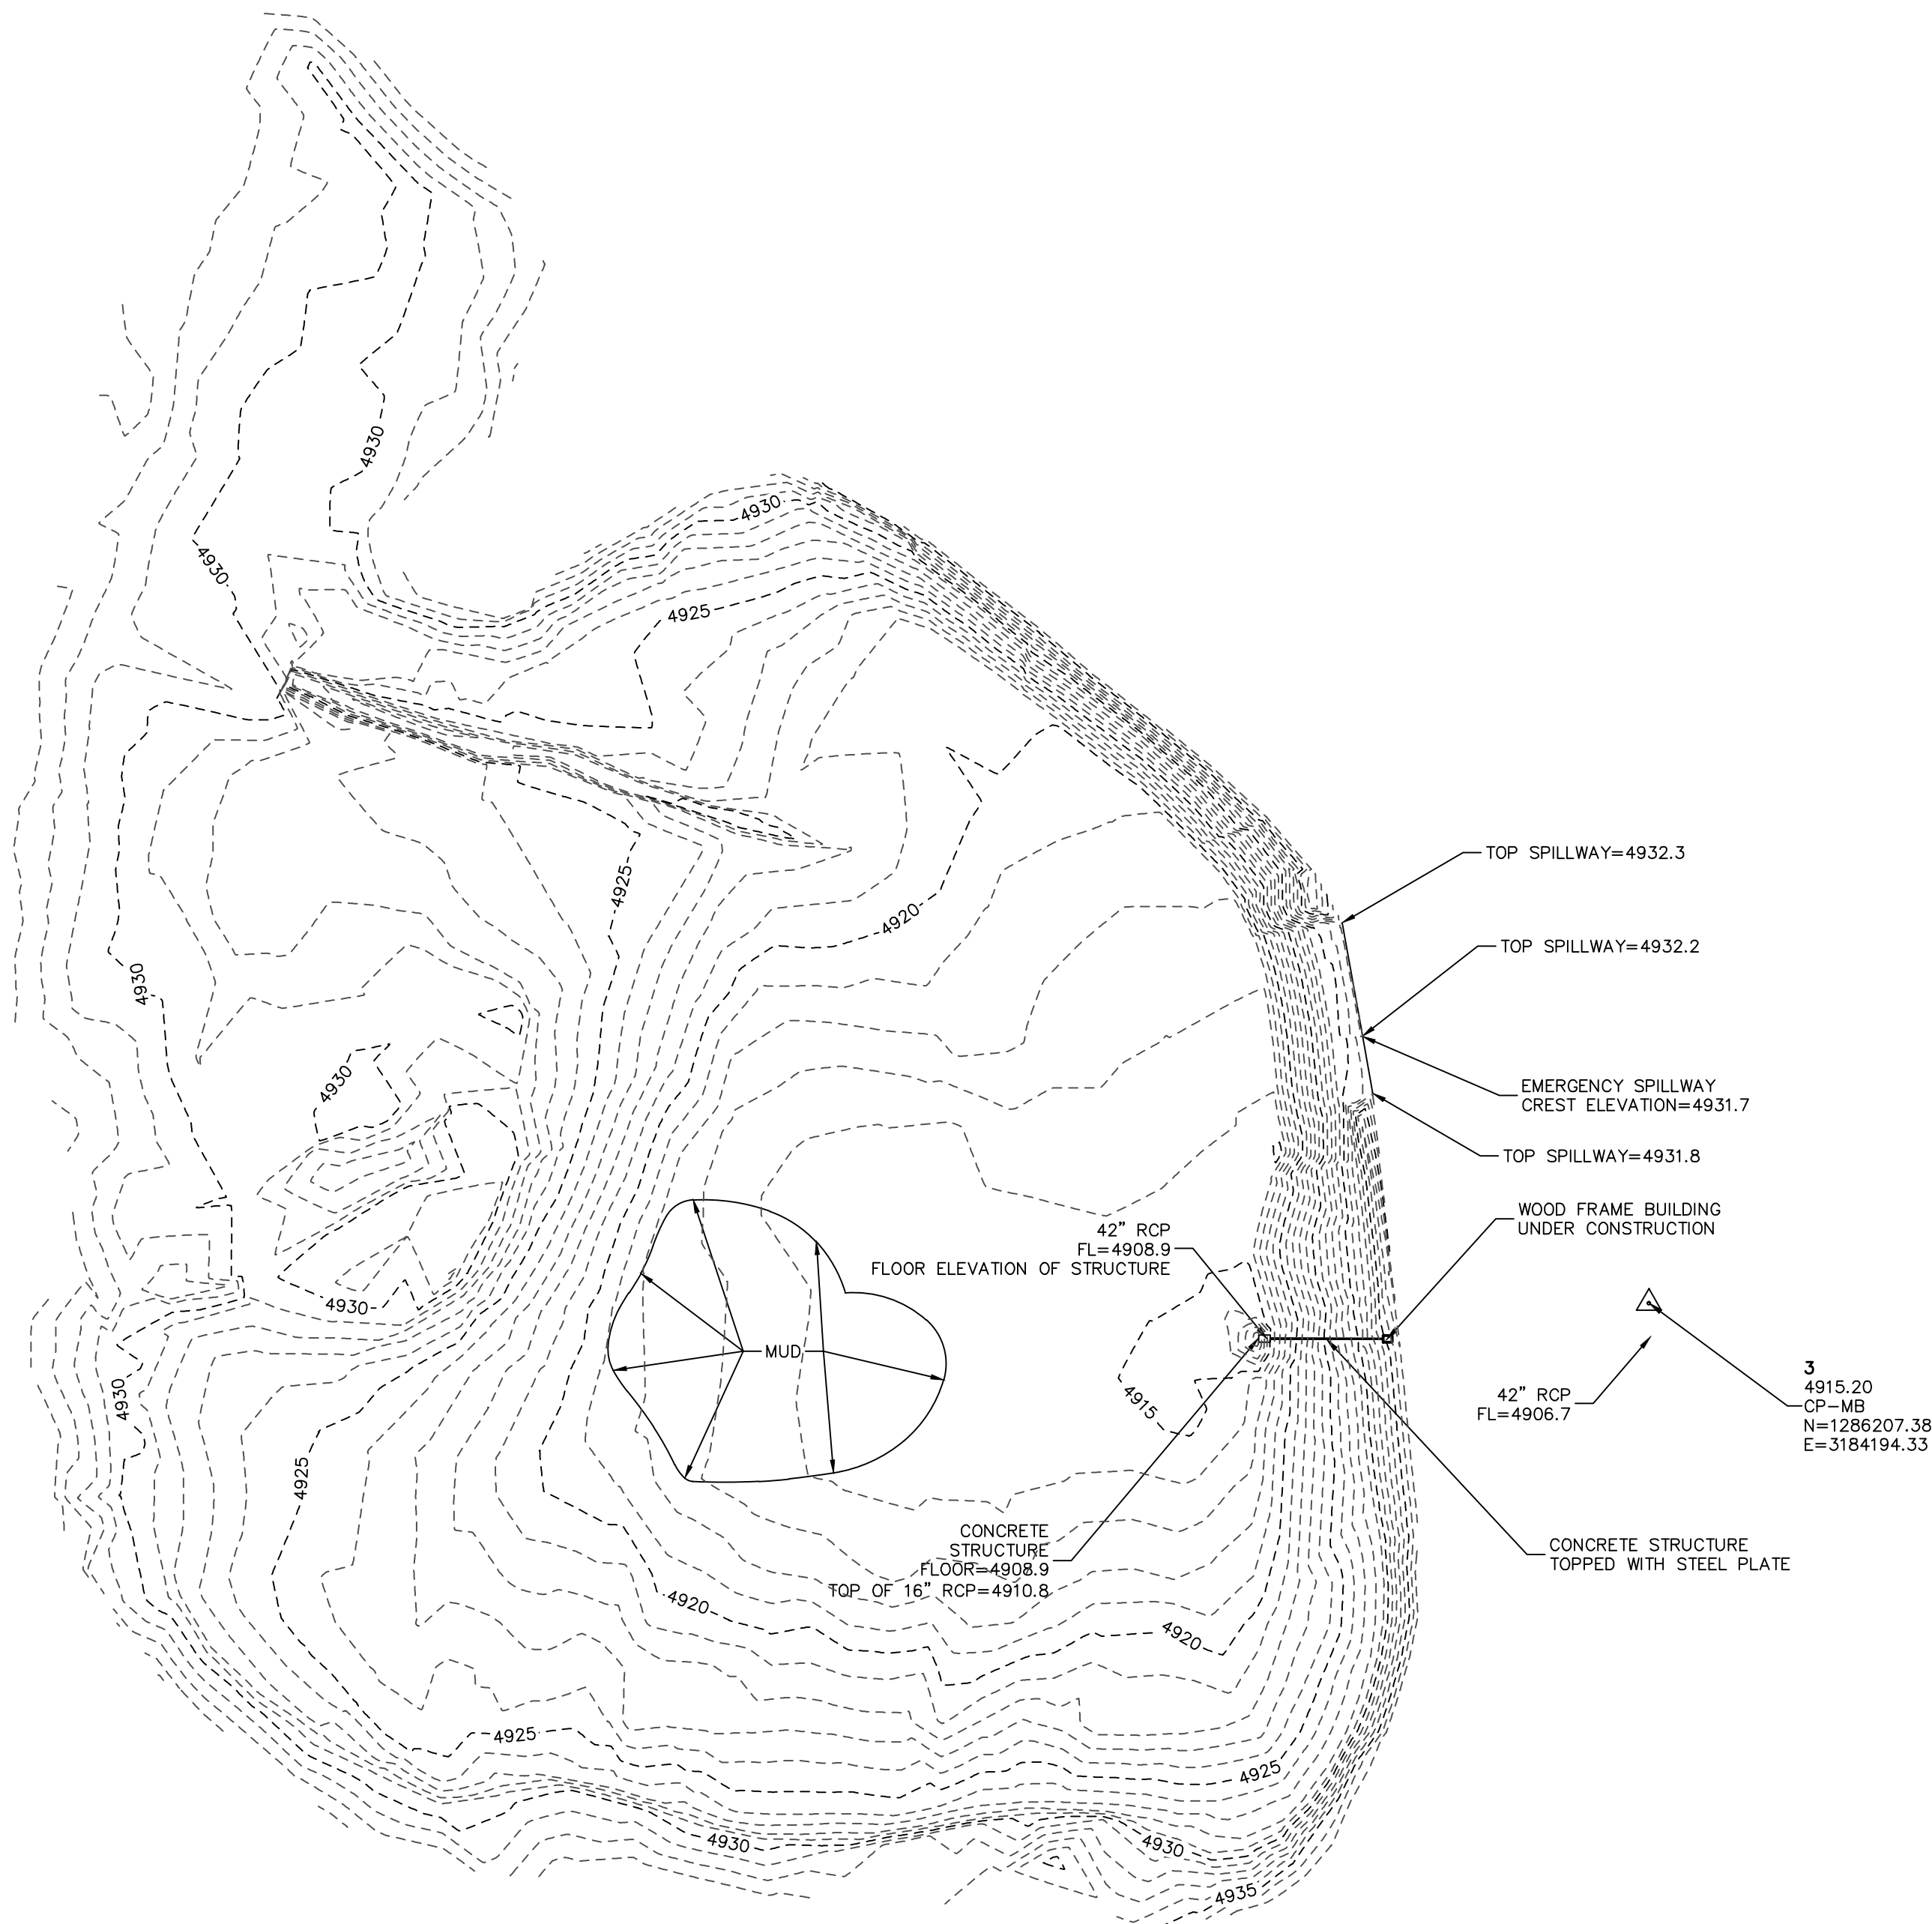 4930
4930
4930
4925
4925
4920
4930
4930
4930
4930
4925
4915
4920
4920
4925
4925
4930
4930
4935
TOP SPILLWAY=4932.3
TOP SPILLWAY=4932.2
EMERGENCY SPILLWAY
CREST ELEVATION=4931.7
TOP SPILLWAY=4931.8
WOOD FRAME BUILDING
UNDER CONSTRUCTION
42” RCP
FL=4908.9
FLOOR ELEVATION OF STRUCTURE
MUD
3
4915.20
CP-MB
N=1286207.38
E=3184194.33
42” RCP
FL=4906.7
CONCRETE
STRUCTURE
FLOOR=4908.9
TOP OF 16” RCP=4910.8
CONCRETE STRUCTURE
TOPPED WITH STEEL PLATE